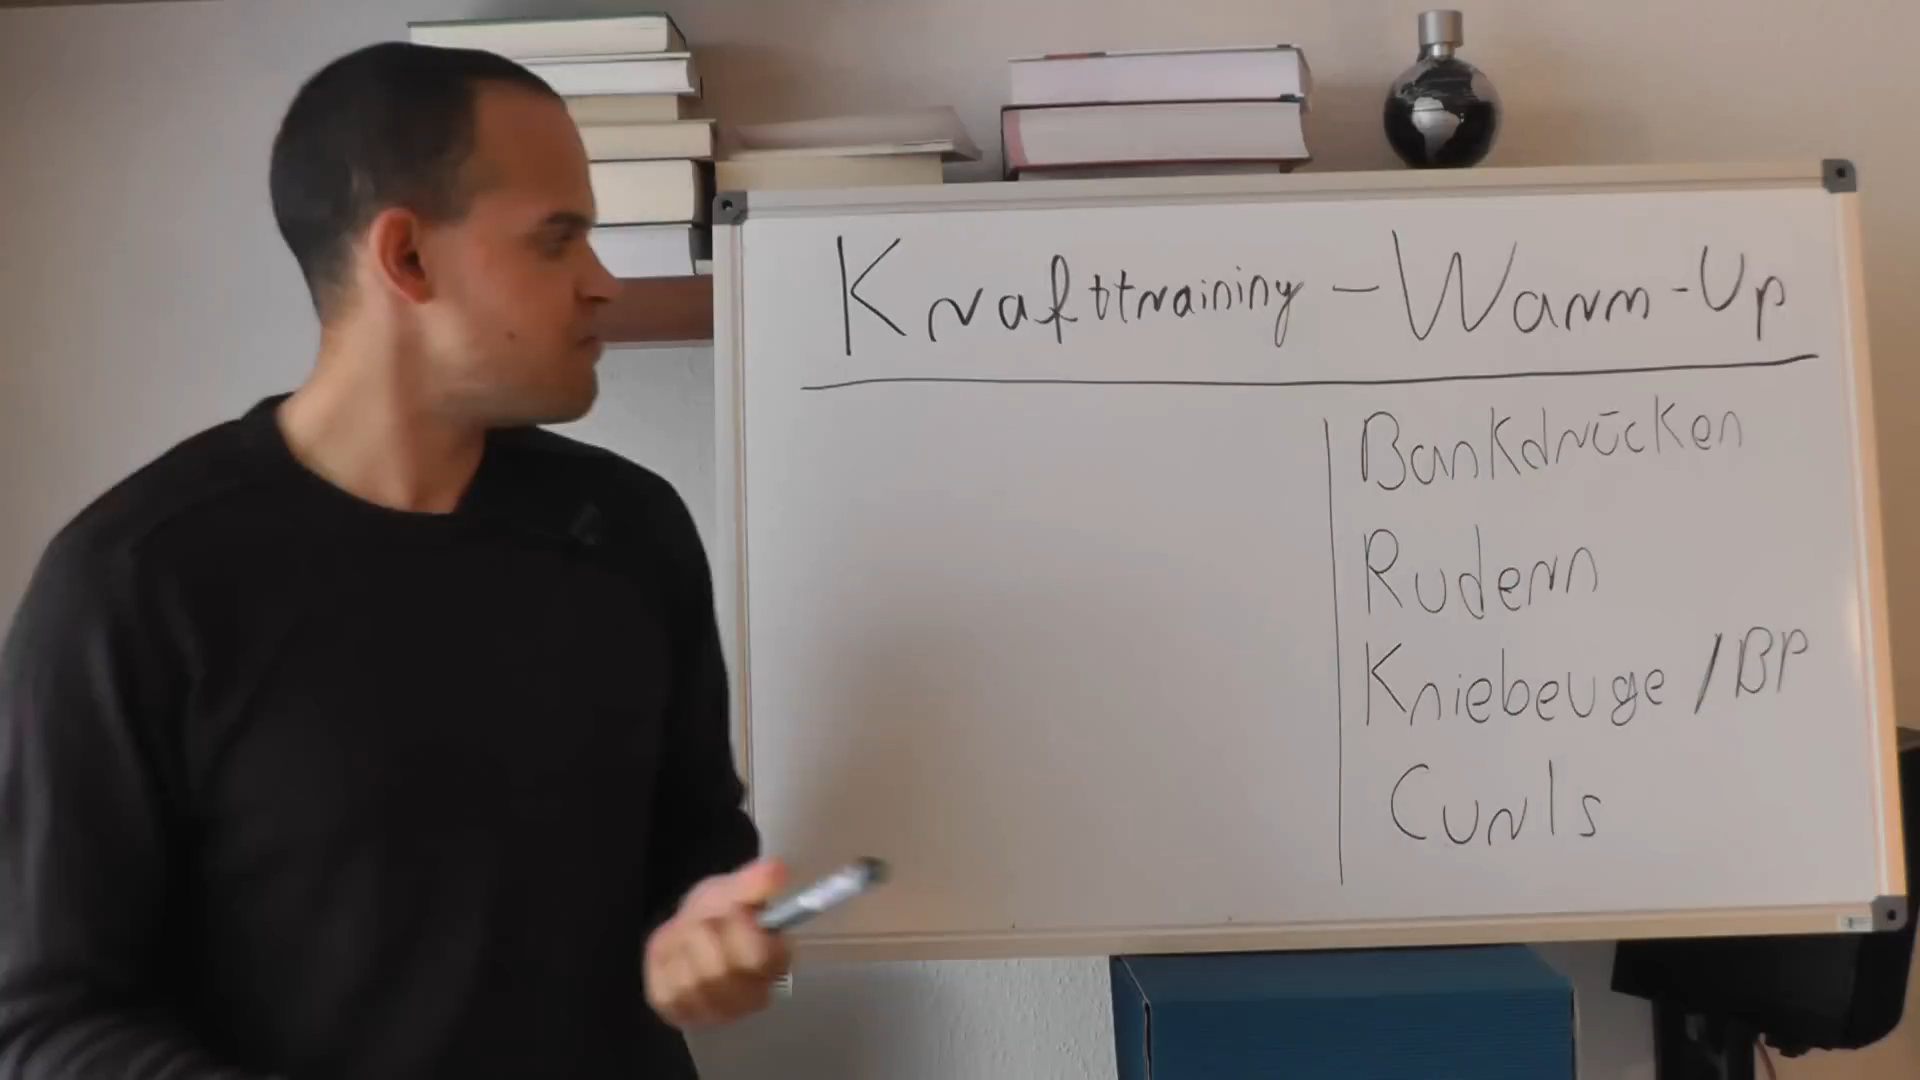 Krafttraining - Warm-Up
Bankdrücken
Rudern
Kniebeuge / BP
Curls